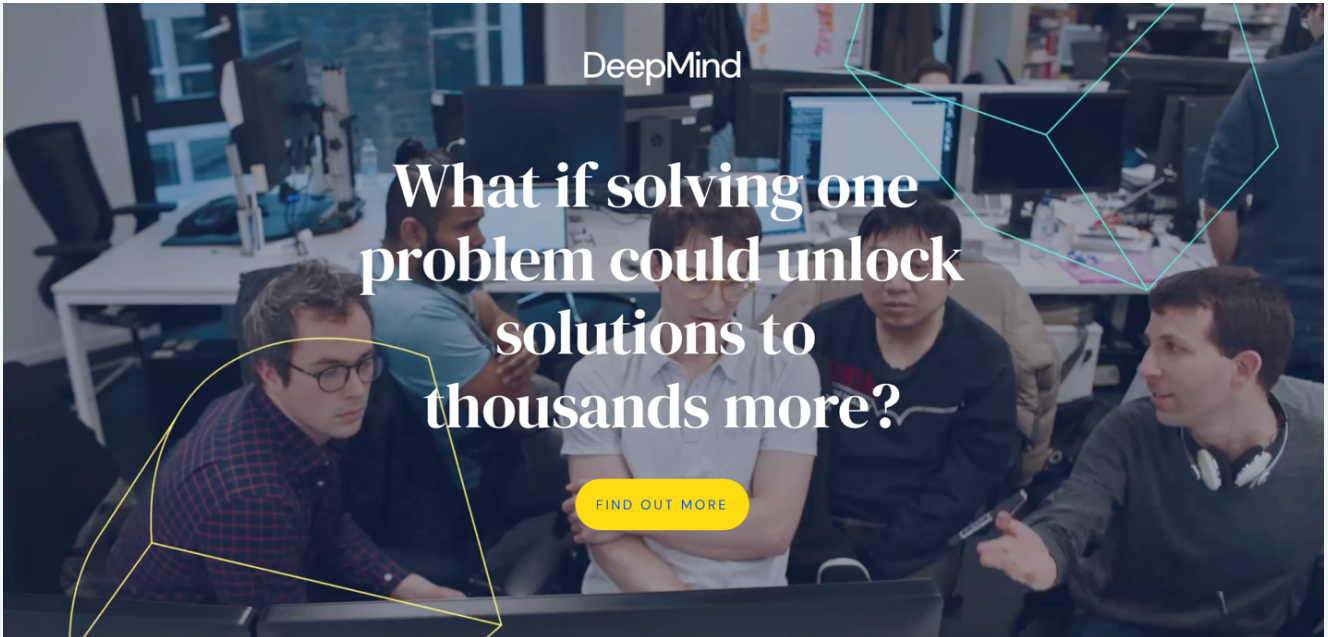 DeepMind
What if solving one
problem could unlock
solutions to
thousands more?
FIND OUT MORE